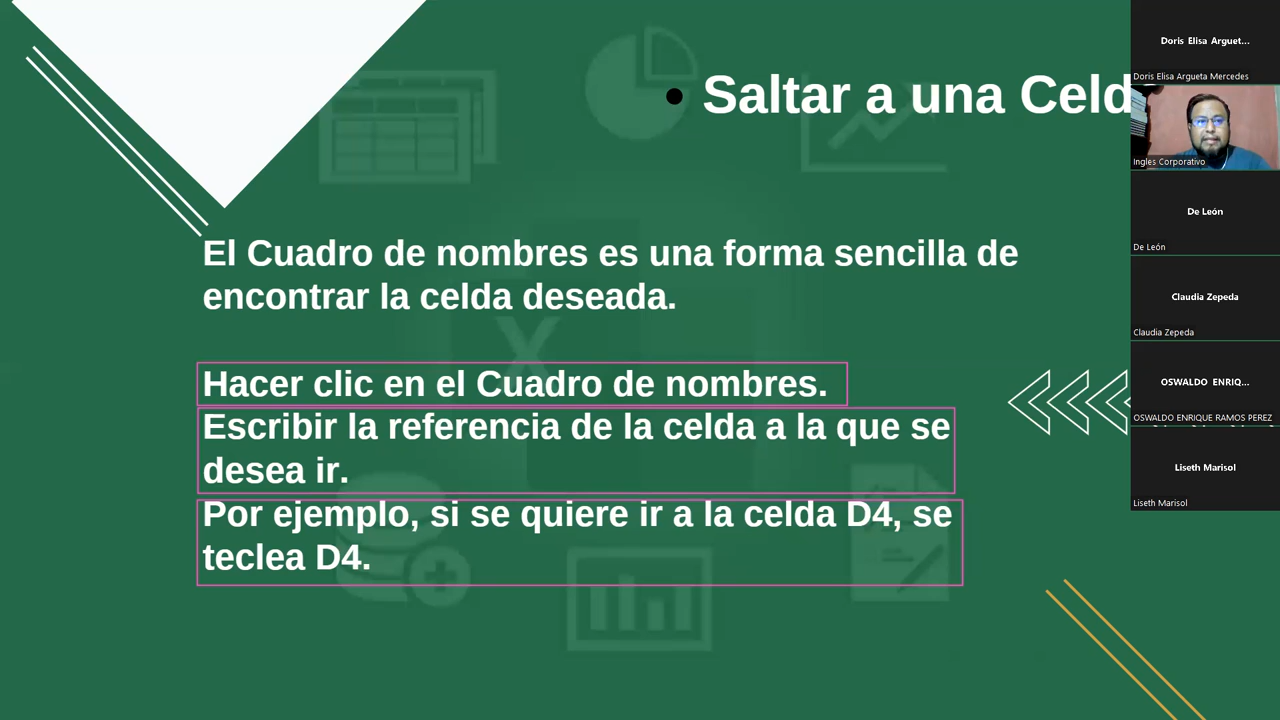 • Saltar a una Celd
El Cuadro de nombres es una forma sencilla de
encontrar la celda deseada.
Hacer clic en el Cuadro de nombres.
Escribir la referencia de la celda a la que se
desea ir.
Por ejemplo, si se quiere ir a la celda D4, se
teclea D4.
Doris Elisa Arguet...
Doris Elisa Argueta Mercedes
Ingles Corporativo
De León
De León
Claudia Zepeda
Claudia Zepeda
OSWALDO ENRIQ...
OSWALDO ENRIQUE RAMOS PEREZ
Liseth Marisol
Liseth Marisol
X